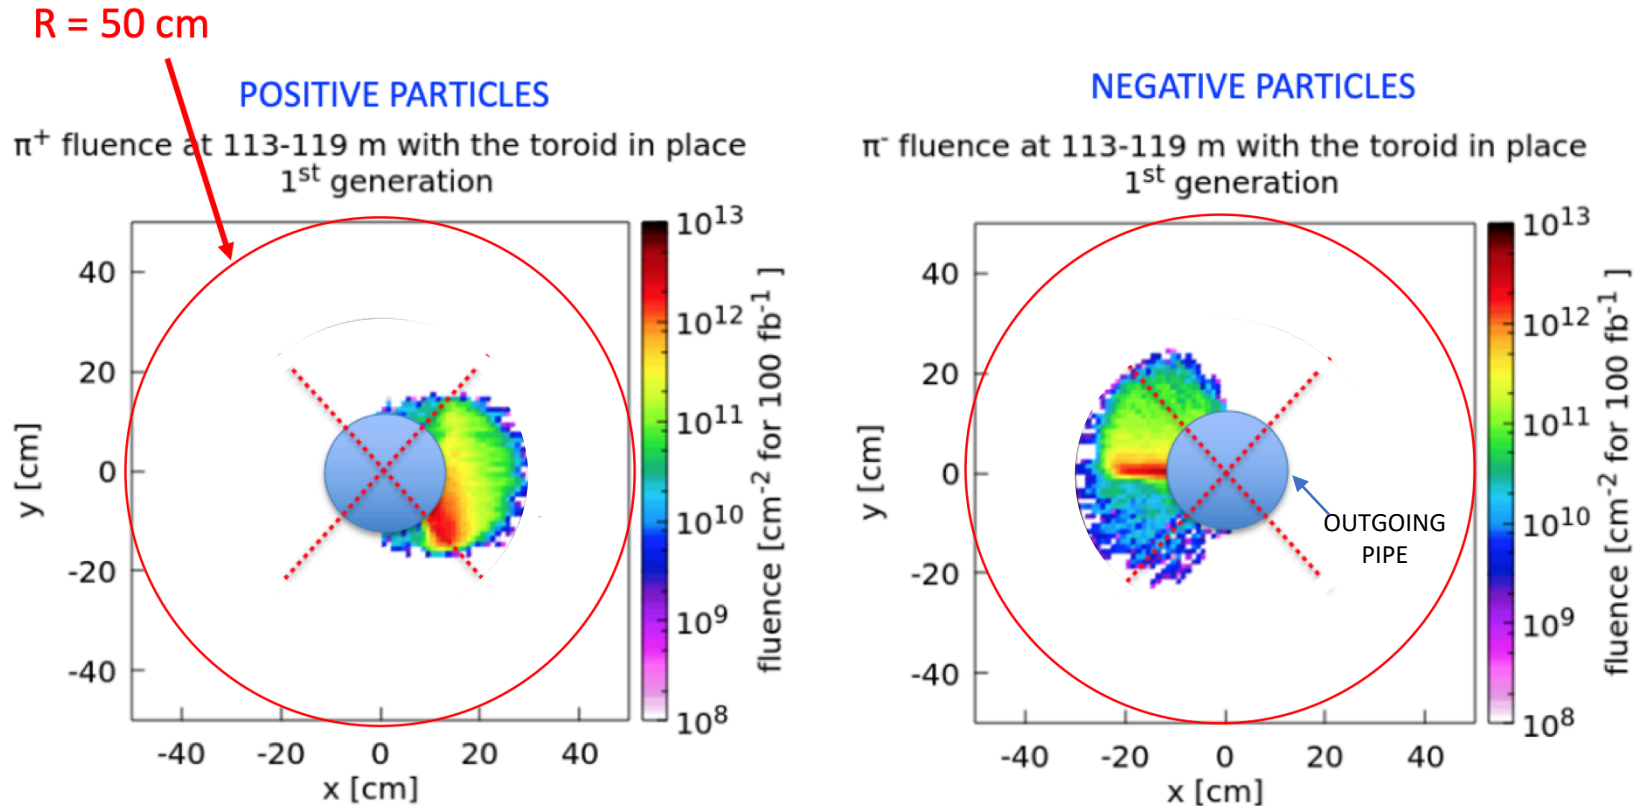 R = 50 cm
POSITIVE PARTICLES
π⁺ fluence at 113-119 m with the toroid in place
1ˢᵗ generation
40
20
0
-20
-40
y [cm]
-40 -20 0 20 40
x [cm]
10¹³
10¹²
10¹¹
10¹⁰
10⁹
10⁸
fluence [cm⁻² for 100 fb⁻¹ ]
NEGATIVE PARTICLES
π⁻ fluence at 113-119 m with the toroid in place
1ˢᵗ generation
40
20
0
-20
-40
y [cm]
OUTGOING
PIPE
-40 -20 0 20 40
x [cm]
10¹³
10¹²
10¹¹
10¹⁰
10⁹
10⁸
fluence [cm⁻² for 100 fb⁻¹ ]